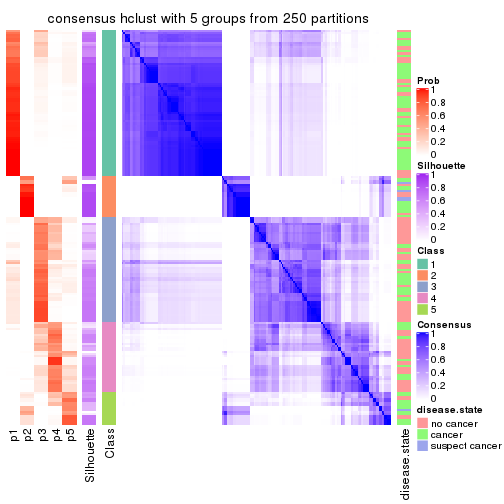 consensus hclust with 5 groups from 250 partitions
Prob
1
0.8
0.6
0.4
0.2
0
Silhouette
1
0.8
0.6
0.4
0.2
0
Class
1
2
3
4
5
Consensus
1
0.8
0.6
0.4
0.2
0
disease.state
no cancer
cancer
suspect cancer
p1
p2
p3
p4
p5
Silhouette
Class
disease.state